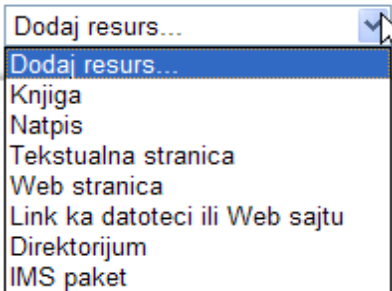 Dodaj resurs...
Dodaj resurs...
Knjiga
Natpis
Tekstualna stranica
Web stranica
Link ka datoteci ili Web sajtu
Direktorijum
IMS paket